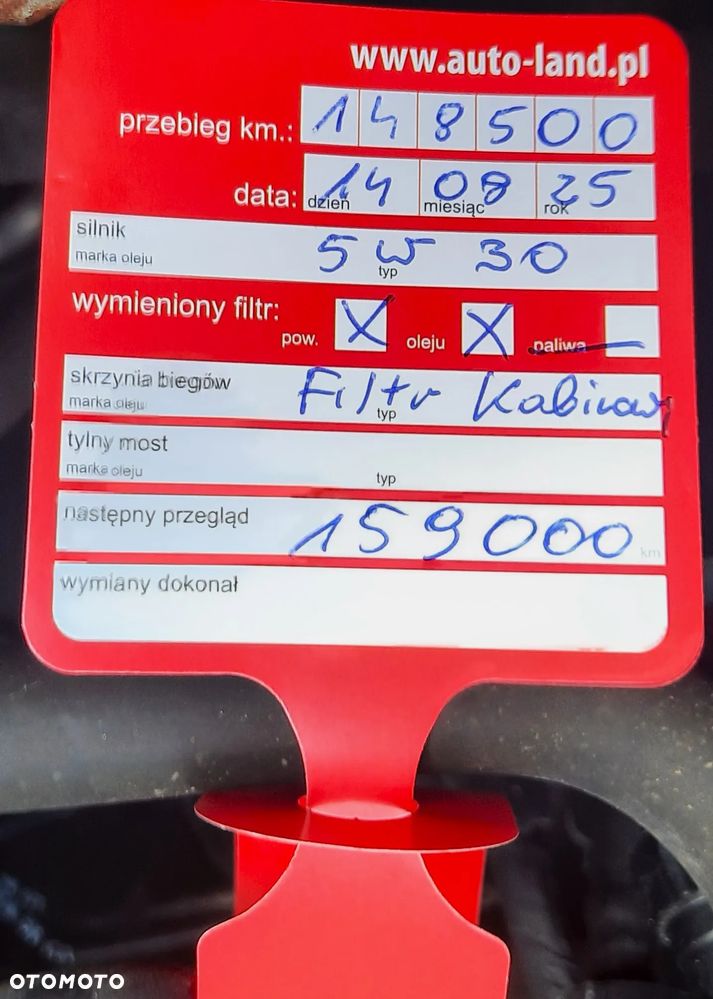 www.auto-land.pl
przebieg km.: 148500
data: 14 dzień 08 miesiąc 25 rok
silnik
marka oleju typ 5W 30
wymieniony filtr:
pow. X oleju X paliwa
skrzynia biegów
marka oleju typ Filtr Kabinowy
tylny most
marka oleju typ
następny przegląd 159000 km
wymiany dokonał
OTOMOTO